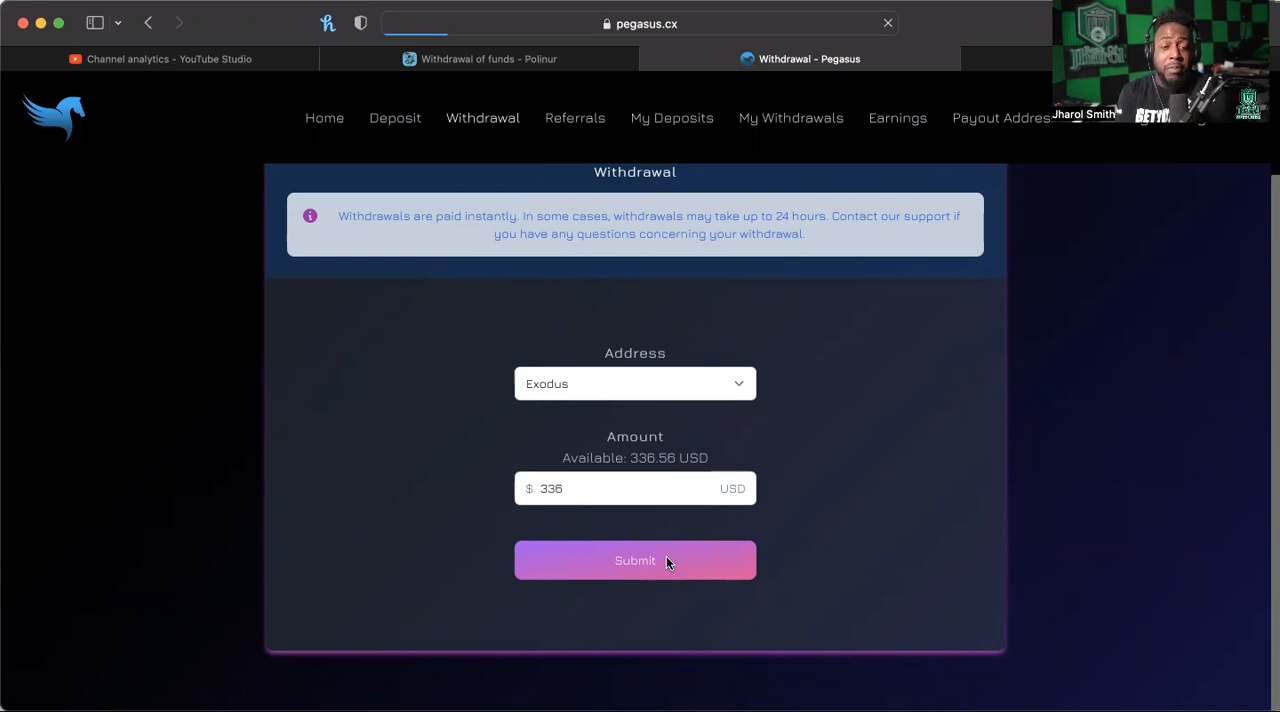 pegasus.cx
Channel analytics - YouTube Studio
Withdrawal of funds - Polinur
Withdrawal - Pegasus
Jharol Smith
Home Deposit Withdrawal Referrals My Deposits My Withdrawals Earnings Payout
Withdrawal
Withdrawals are paid instantly. In some cases, withdrawals may take up to 24 hours. Contact our support if
you have any questions concerning your withdrawal.
Address
Exodus
Amount
Available: 336.56 USD
$ 336 USD
Submit